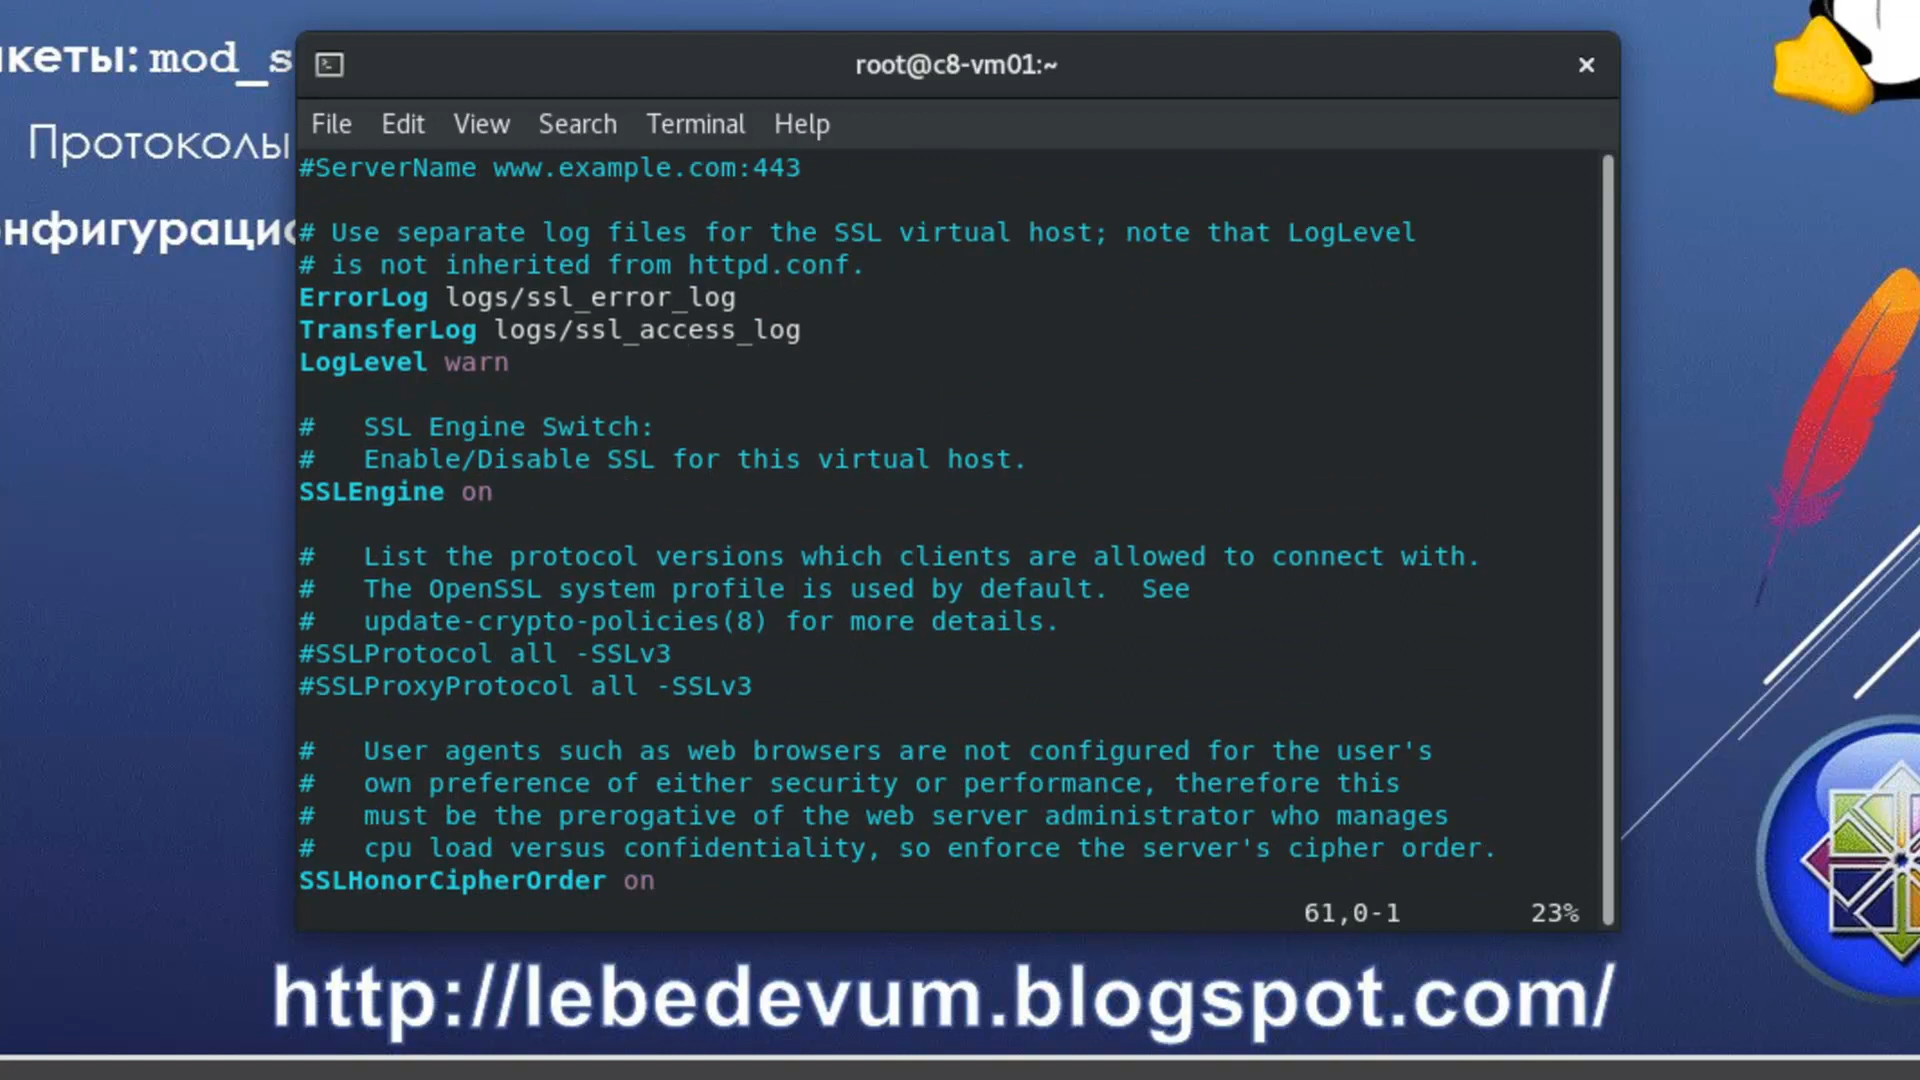 кеты: mod_s
Протоколы
нфигурацио
root@c8-vm01:~
File Edit View Search Terminal Help
#ServerName www.example.com:443
# Use separate log files for the SSL virtual host; note that LogLevel
# is not inherited from httpd.conf.
ErrorLog logs/ssl_error_log
TransferLog logs/ssl_access_log
LogLevel warn
#   SSL Engine Switch:
#   Enable/Disable SSL for this virtual host.
SSLEngine on
#   List the protocol versions which clients are allowed to connect with.
#   The OpenSSL system profile is used by default.  See
#   update-crypto-policies(8) for more details.
#SSLProtocol all -SSLv3
#SSLProxyProtocol all -SSLv3
#   User agents such as web browsers are not configured for the user's
#   own preference of either security or performance, therefore this
#   must be the prerogative of the web server administrator who manages
#   cpu load versus confidentiality, so enforce the server's cipher order.
SSLHonorCipherOrder on
61,0-1 23%
http://lebedevum.blogspot.com/